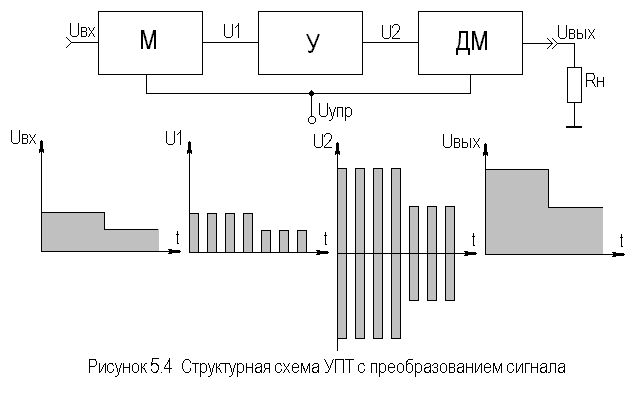 Uвх М U1 У U2 ДМ Uвых
Rн
Uупр
Uвх U1 U2 Uвых
t t t t
Рисунок 5.4 Структурная схема УПТ с преобразованием сигнала